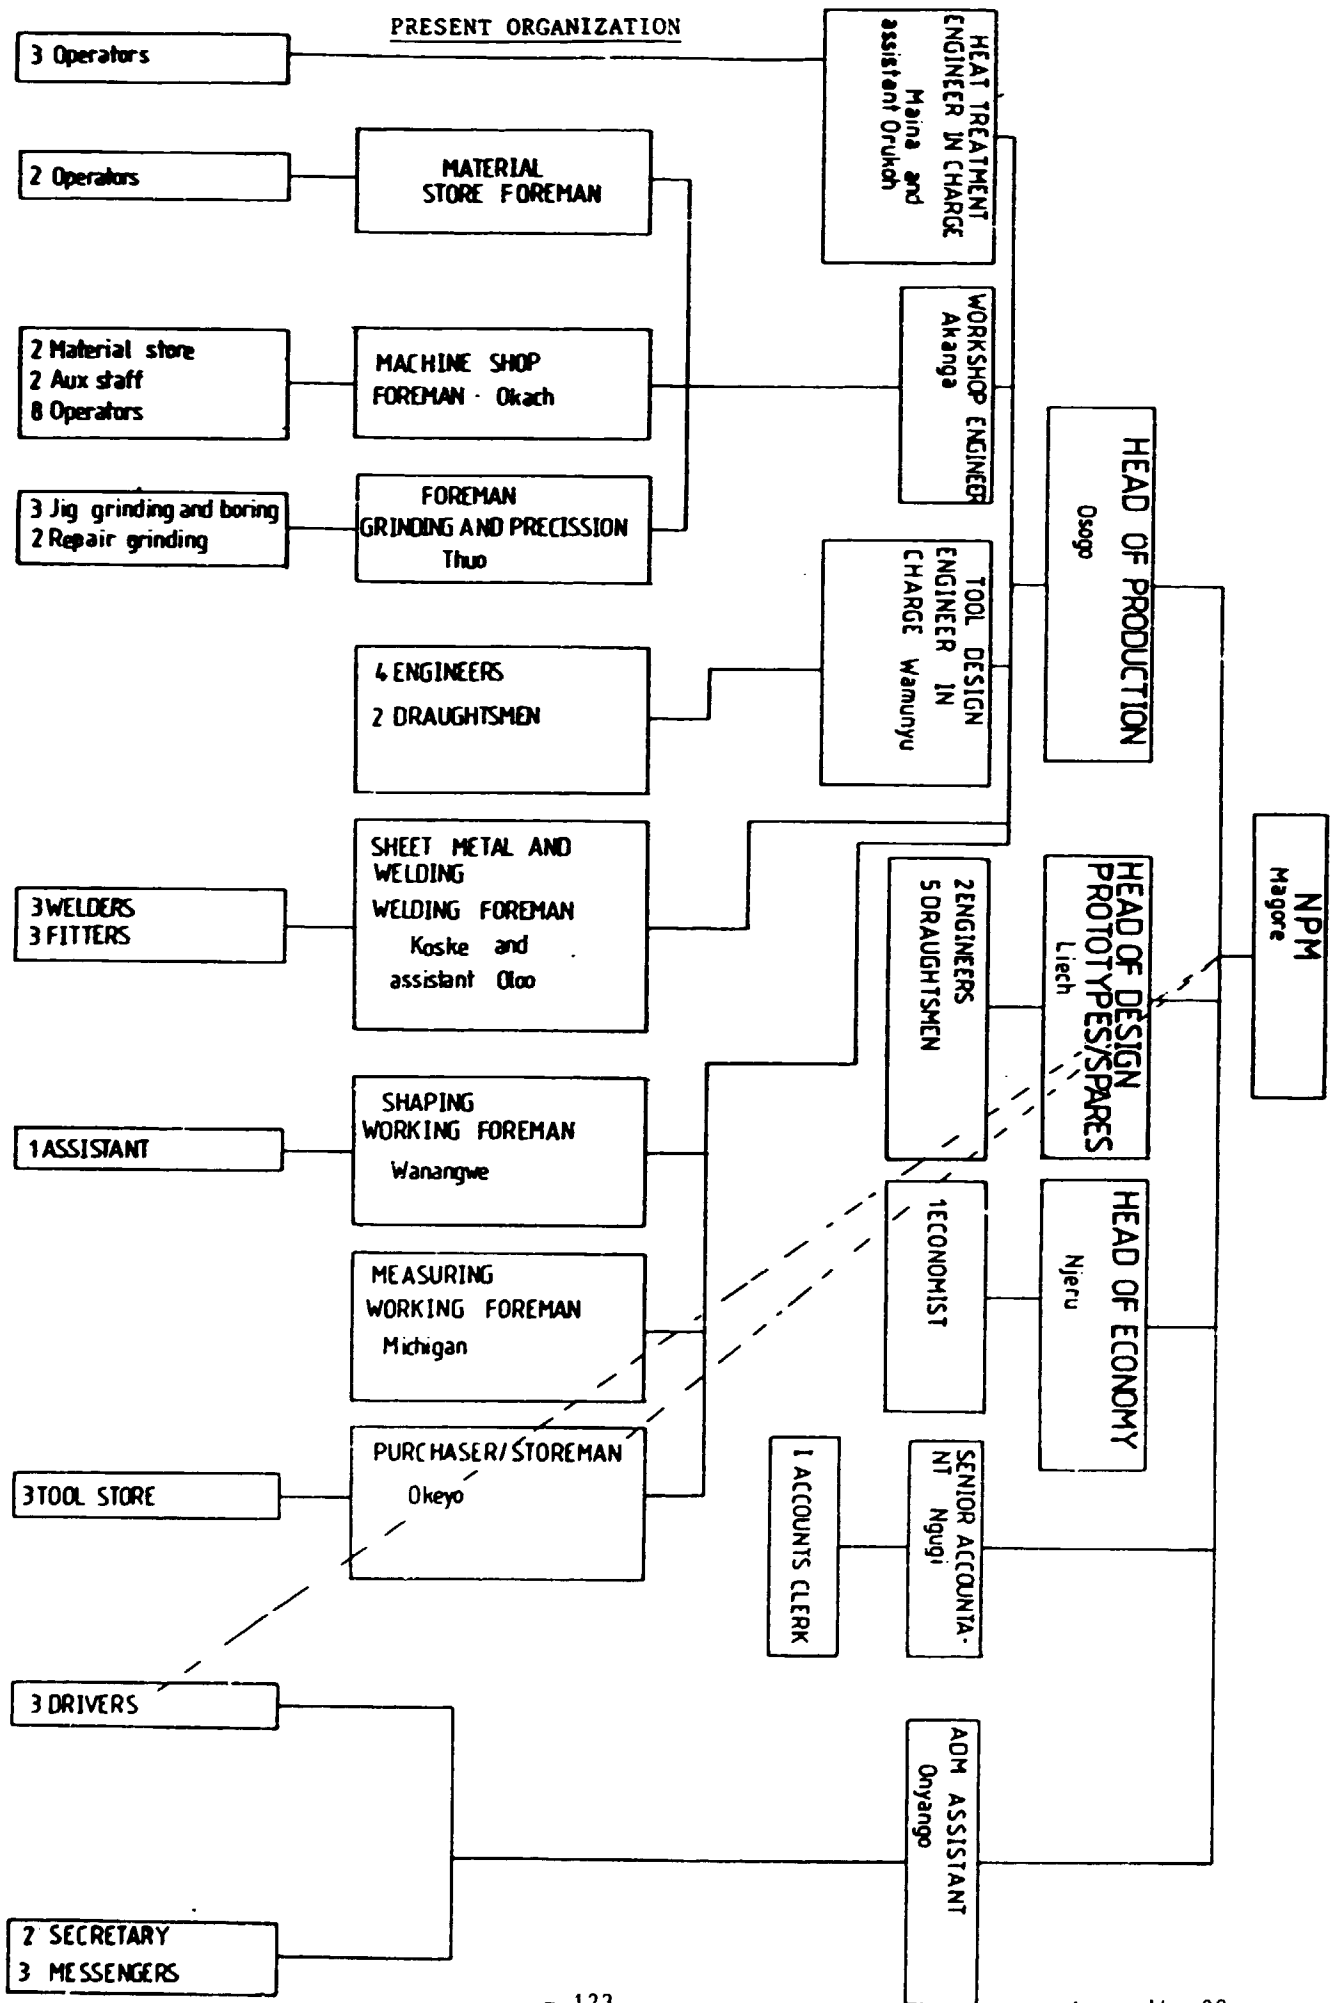 PRESENT ORGANIZATION
3 Operators
HEAT TREATMENT
ENGINEER IN CHARGE
Maina and
assistant Orukoh
2 Operators
MATERIAL
STORE FOREMAN
WORKSHOP ENGINEER
Akanga
2 Material store
2 Aux staff
8 Operators
MACHINE SHOP
FOREMAN - Okach
3 Jig grinding and boring
2 Repair grinding
FOREMAN
GRINDING AND PRECISSION
Thuo
HEAD OF PRODUCTION
Osogo
TOOL DESIGN
ENGINEER IN
CHARGE Wamunyu
4 ENGINEERS
2 DRAUGHTSMEN
NPM
Magore
SHEET METAL AND
WELDING
WELDING FOREMAN
Koske and
assistant Oloo
3 WELDERS
3 FITTERS
HEAD OF DESIGN
PROTOTYPES/SPARES
Liech
2 ENGINEERS
5 DRAUGHTSMEN
SHAPING
WORKING FOREMAN
Wanangwe
1 ASSISTANT
HEAD OF ECONOMY
Njeru
1 ECONOMIST
MEASURING
WORKING FOREMAN
Michigan
PURCHASER/STOREMAN
Okeyo
3 TOOL STORE
SENIOR ACCOUNTA-
NT Ngugi
I ACCOUNTS CLERK
3 DRIVERS
ADM ASSISTANT
Onyango
2 SECRETARY
3 MESSENGERS